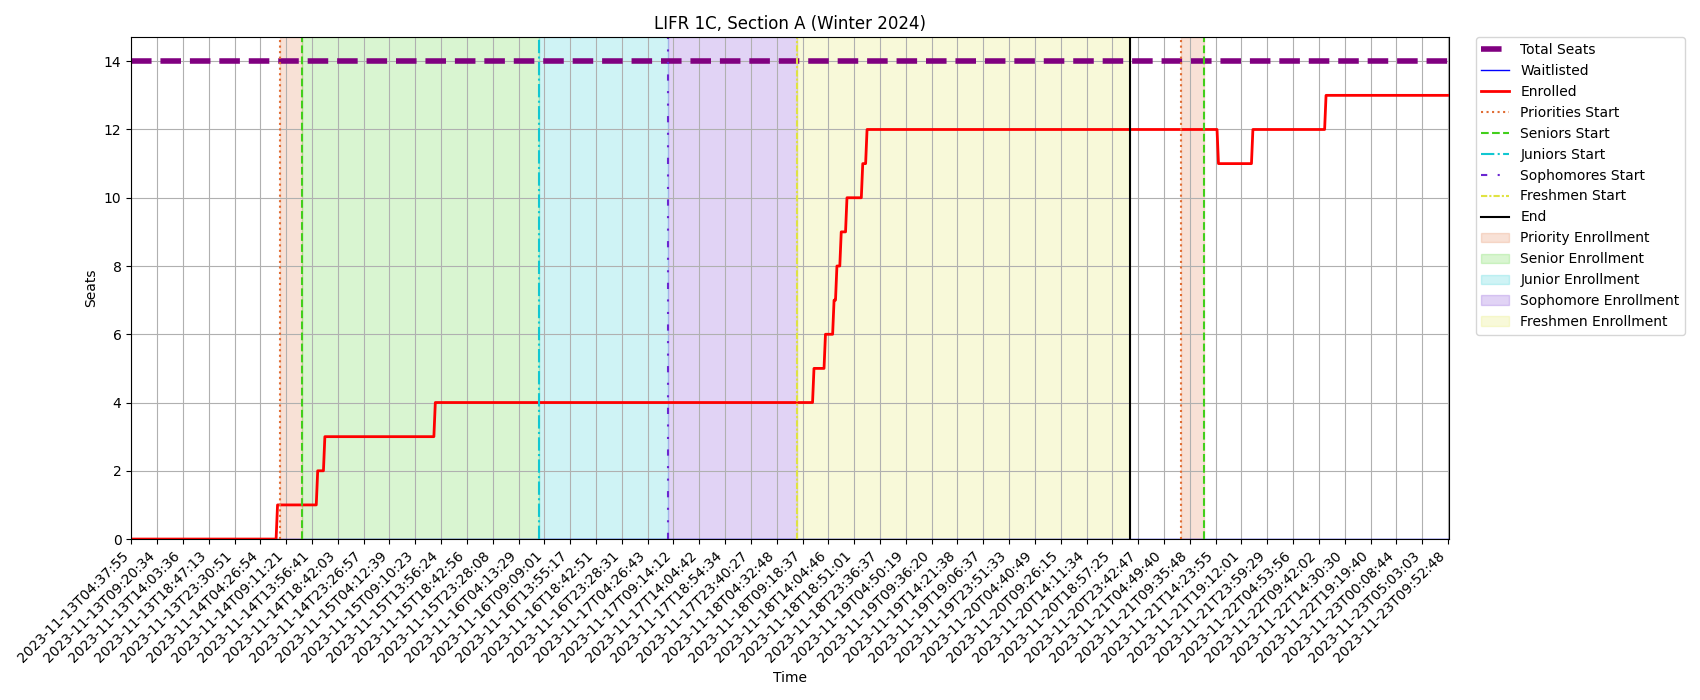 LIFR 1C, Section A (Winter 2024)
Seats
14
12
10
8
6
4
2
0
2023-11-13T04:37:55
2023-11-13T09:20:34
2023-11-13T14:03:36
2023-11-13T18:47:13
2023-11-13T23:30:51
2023-11-14T04:26:54
2023-11-14T09:11:21
2023-11-14T13:56:41
2023-11-14T18:42:03
2023-11-14T23:26:57
2023-11-15T04:12:39
2023-11-15T09:10:23
2023-11-15T13:56:24
2023-11-15T18:42:56
2023-11-15T23:28:08
2023-11-16T04:13:29
2023-11-16T09:09:01
2023-11-16T13:55:17
2023-11-16T18:42:51
2023-11-16T23:28:31
2023-11-17T04:26:43
2023-11-17T09:14:12
2023-11-17T14:04:42
2023-11-17T18:54:34
2023-11-17T23:40:27
2023-11-18T04:32:48
2023-11-18T09:18:37
2023-11-18T14:04:46
2023-11-18T18:51:01
2023-11-18T23:36:37
2023-11-19T04:50:19
2023-11-19T09:36:20
2023-11-19T14:21:38
2023-11-19T19:06:37
2023-11-19T23:51:33
2023-11-20T04:40:49
2023-11-20T09:26:15
2023-11-20T14:11:34
2023-11-20T18:57:25
2023-11-20T23:42:47
2023-11-21T04:49:40
2023-11-21T09:35:48
2023-11-21T14:23:55
2023-11-21T19:12:01
2023-11-21T23:59:29
2023-11-22T04:53:56
2023-11-22T09:42:02
2023-11-22T14:30:30
2023-11-22T19:19:40
2023-11-23T00:08:44
2023-11-23T05:03:03
2023-11-23T09:52:48
Time
Total Seats
Waitlisted
Enrolled
Priorities Start
Seniors Start
Juniors Start
Sophomores Start
Freshmen Start
End
Priority Enrollment
Senior Enrollment
Junior Enrollment
Sophomore Enrollment
Freshmen Enrollment